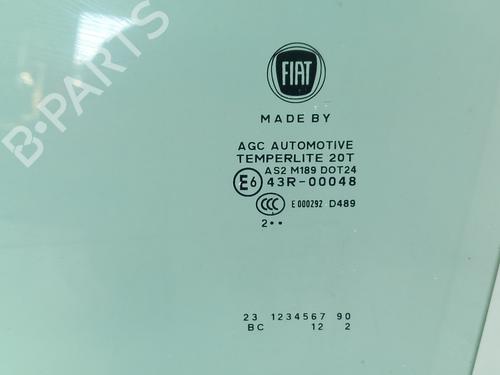 B-PARTS
FIAT
MADE BY
AGC AUTOMOTIVE
TEMPERLITE 20T
AS2 M189 DOT24
E6 43R-00048
CCC E 000292 D489
2••
23 1234567 90
BC 12 2